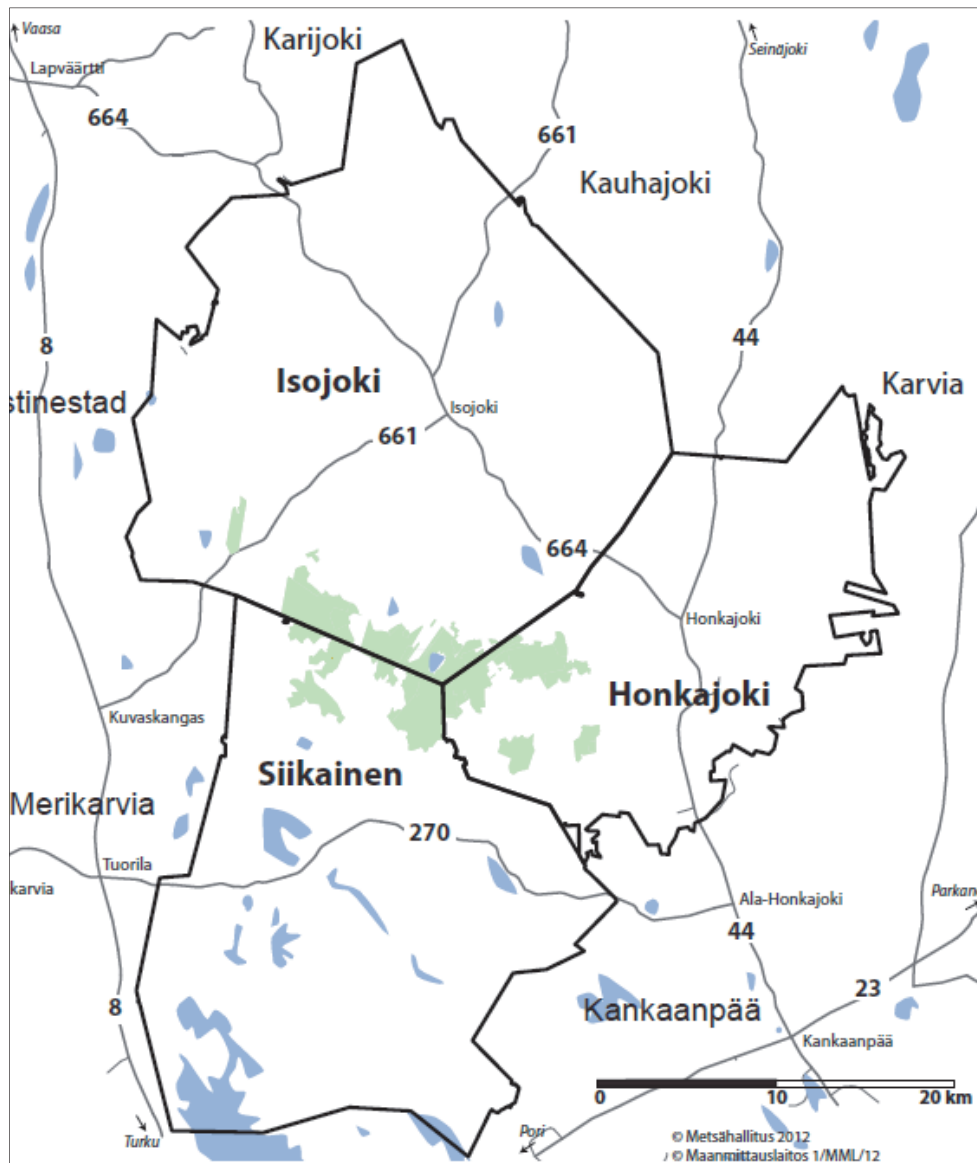 Vaasa
Karijoki
Seinäjoki
Lapväärtti
664
661
Kauhajoki
8
44
Isojoki
Karvia
stinestad
Isojoki
661
664
Honkajoki
Honkajoki
Kuvaskangas
Siikainen
Merikarvia
270
Tuorila
karvia
Ala-Honkajoki
Parkano
44
23
8
Kankaanpää
Kankaanpää
0 10 20 km
Turku
Pori
© Metsähallitus 2012
© Maanmittauslaitos 1/MML/12